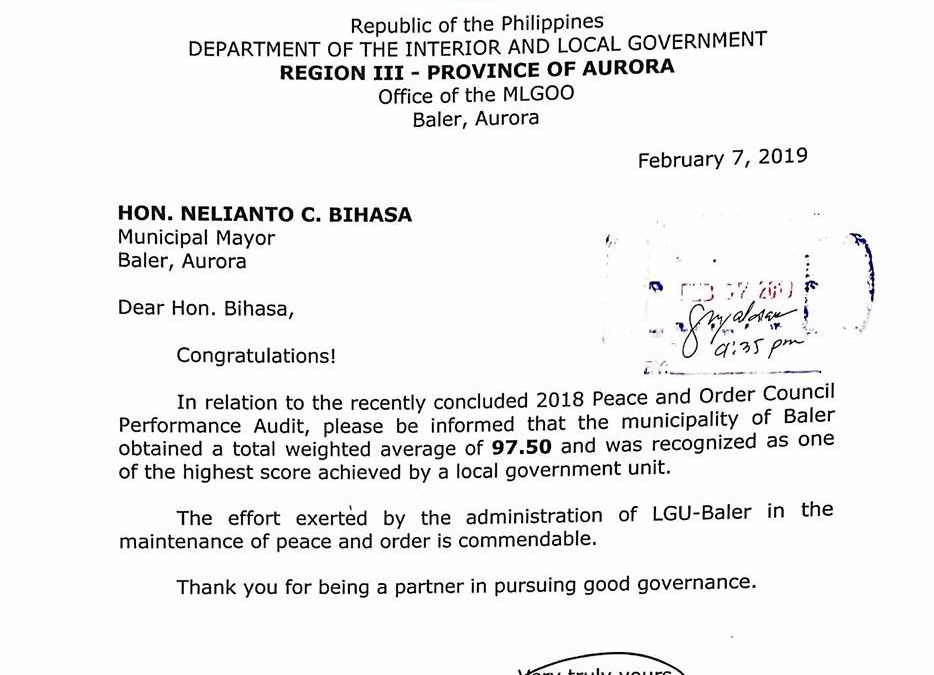 Republic of the Philippines
DEPARTMENT OF THE INTERIOR AND LOCAL GOVERNMENT
REGION III - PROVINCE OF AURORA
Office of the MLGOO
Baler, Aurora
February 7, 2019
HON. NELIANTO C. BIHASA
Municipal Mayor
Baler, Aurora
Dear Hon. Bihasa,
FEB 07 201
9:35 pm
Congratulations!
In relation to the recently concluded 2018 Peace and Order Council
Performance Audit, please be informed that the municipality of Baler
obtained a total weighted average of 97.50 and was recognized as one
of the highest score achieved by a local government unit.
The effort exerted by the administration of LGU-Baler in the
maintenance of peace and order is commendable.
Thank you for being a partner in pursuing good governance.
Very truly yours